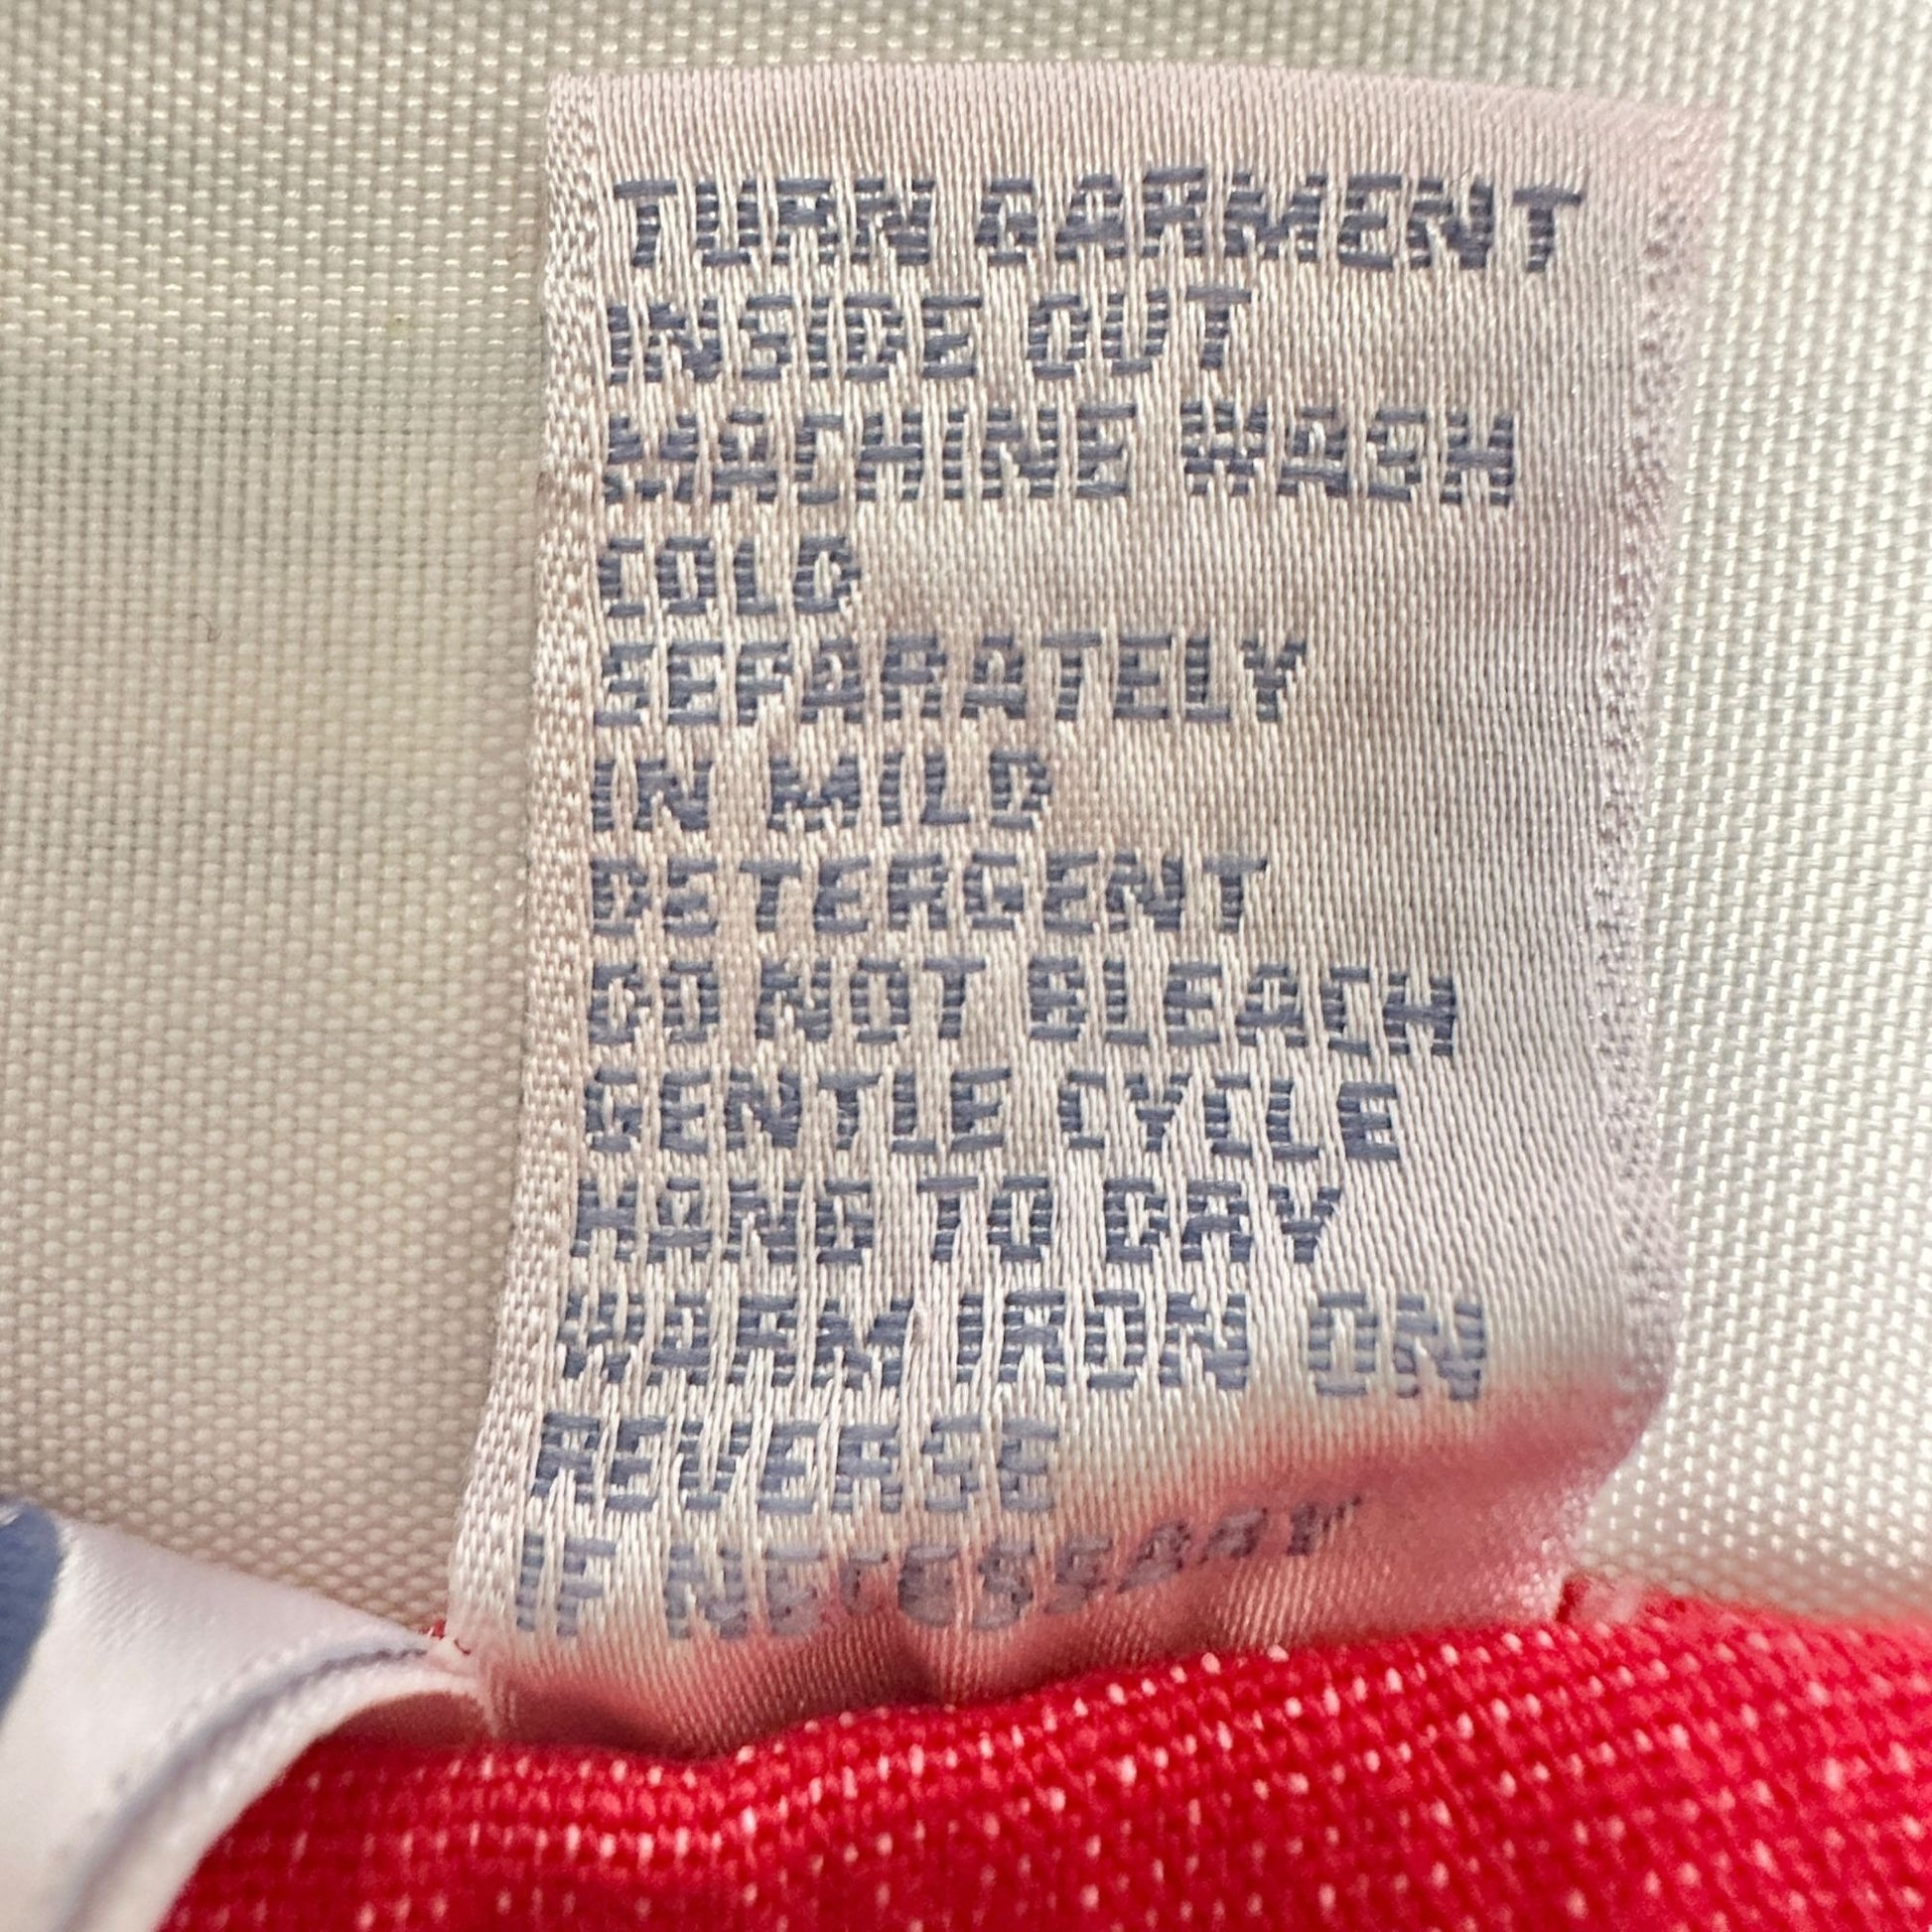 TURN GARMENT
INSIDE OUT
MACHINE WASH
COLD
SEPARATELY
IN MILD
DETERGENT
DO NOT BLEACH
GENTLE CYCLE
HANG TO DRY
WARM IRON ON
REVERSE
IF NECESSARY